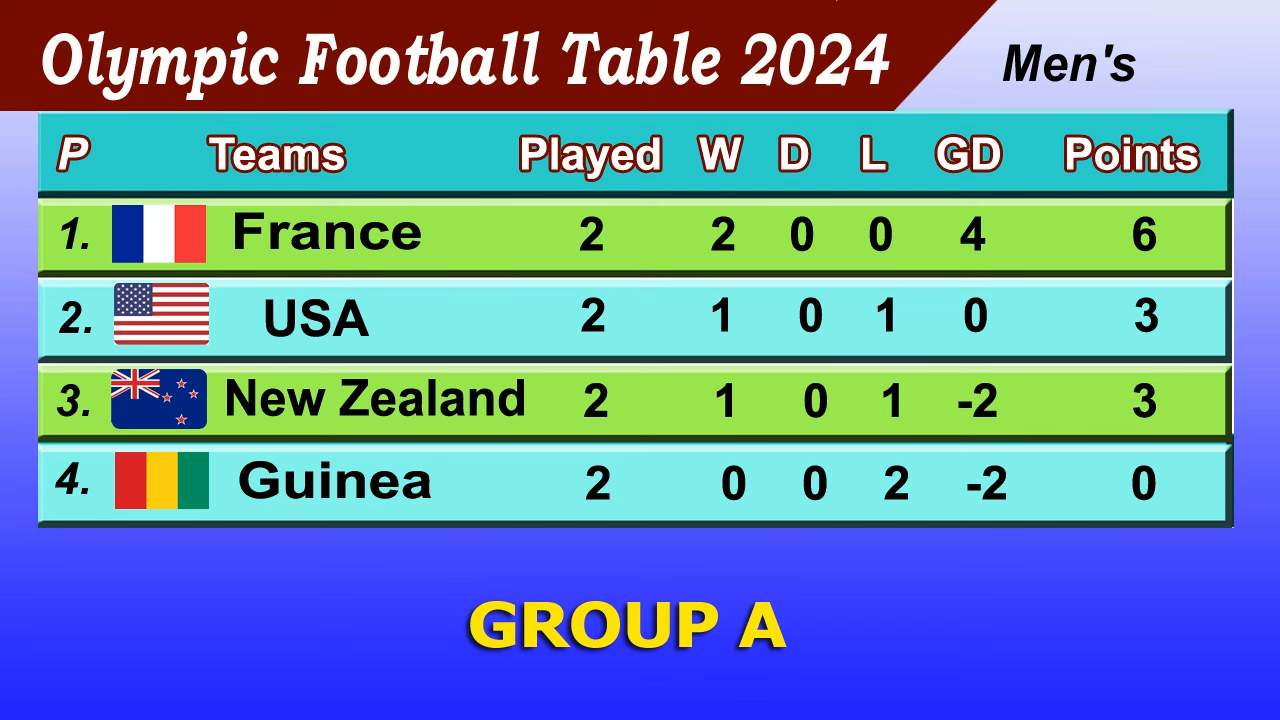 Olympic Football Table 2024 Men's
P Teams Played W D L GD Points
1. France 2 2 0 0 4 6
2. USA 2 1 0 1 0 3
3. New Zealand 2 1 0 1 -2 3
4. Guinea 2 0 0 2 -2 0
GROUP A